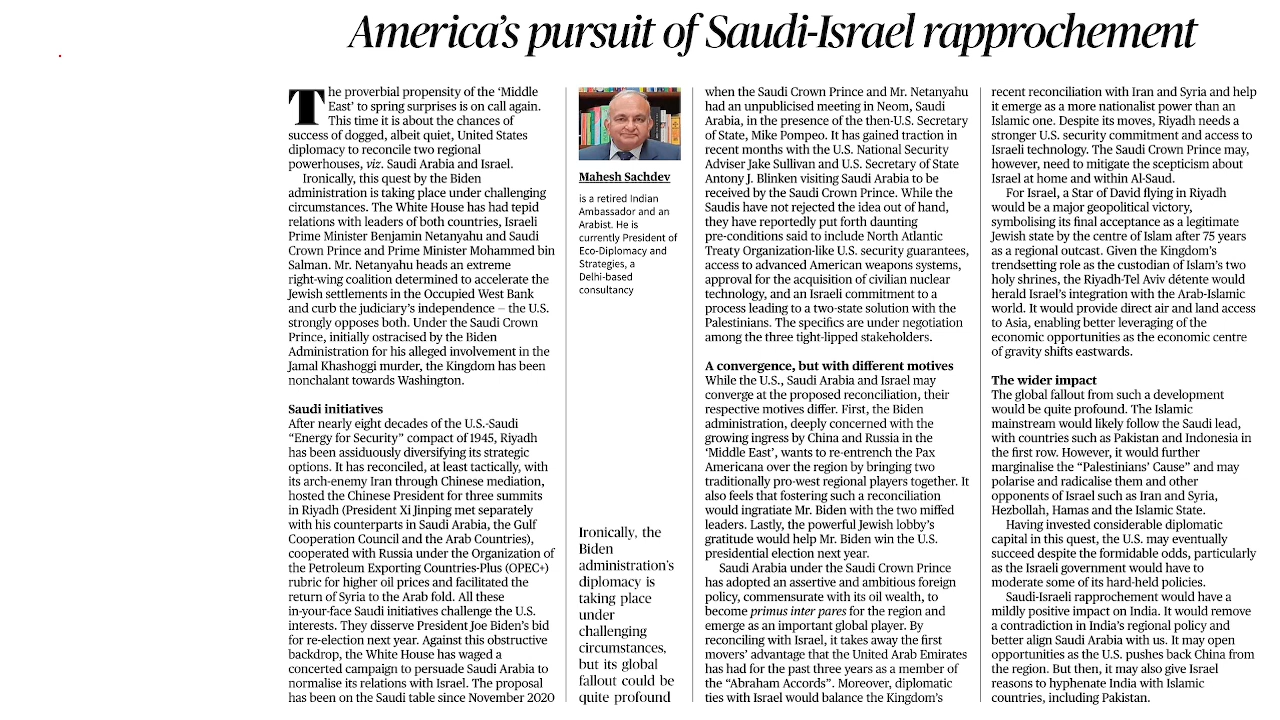 America's pursuit of Saudi-Israel rapprochement
The proverbial propensity of the 'Middle
East' to spring surprises is on call again.
This time it is about the chances of
success of dogged, albeit quiet, United States
diplomacy to reconcile two regional
powerhouses, viz. Saudi Arabia and Israel.
Ironically, this quest by the Biden
administration is taking place under challenging
circumstances. The White House has had tepid
relations with leaders of both countries, Israeli
Prime Minister Benjamin Netanyahu and Saudi
Crown Prince and Prime Minister Mohammed bin
Salman. Mr. Netanyahu heads an extreme
right-wing coalition determined to accelerate the
Jewish settlements in the Occupied West Bank
and curb the judiciary's independence — the U.S.
strongly opposes both. Under the Saudi Crown
Prince, initially ostracised by the Biden
Administration for his alleged involvement in the
Jamal Khashoggi murder, the Kingdom has been
nonchalant towards Washington.
Saudi initiatives
After nearly eight decades of the U.S.-Saudi
"Energy for Security" compact of 1945, Riyadh
has been assiduously diversifying its strategic
options. It has reconciled, at least tactically, with
its arch-enemy Iran through Chinese mediation,
hosted the Chinese President for three summits
in Riyadh (President Xi Jinping met separately
with his counterparts in Saudi Arabia, the Gulf
Cooperation Council and the Arab Countries),
cooperated with Russia under the Organization of
the Petroleum Exporting Countries-Plus (OPEC+)
rubric for higher oil prices and facilitated the
return of Syria to the Arab fold. All these
in-your-face Saudi initiatives challenge the U.S.
interests. They disserve President Joe Biden's bid
for re-election next year. Against this obstructive
backdrop, the White House has waged a
concerted campaign to persuade Saudi Arabia to
normalise its relations with Israel. The proposal
has been on the Saudi table since November 2020
Mahesh Sachdev
is a retired Indian
Ambassador and an
Arabist. He is
currently President of
Eco-Diplomacy and
Strategies, a
Delhi-based
consultancy
Ironically, the
Biden
administration's
diplomacy is
taking place
under
challenging
circumstances,
but its global
fallout could be
quite profound
when the Saudi Crown Prince and Mr. Netanyahu
had an unpublicised meeting in Neom, Saudi
Arabia, in the presence of the then-U.S. Secretary
of State, Mike Pompeo. It has gained traction in
recent months with the U.S. National Security
Adviser Jake Sullivan and U.S. Secretary of State
Antony J. Blinken visiting Saudi Arabia to be
received by the Saudi Crown Prince. While the
Saudis have not rejected the idea out of hand,
they have reportedly put forth daunting
pre-conditions said to include North Atlantic
Treaty Organization-like U.S. security guarantees,
access to advanced American weapons systems,
approval for the acquisition of civilian nuclear
technology, and an Israeli commitment to a
process leading to a two-state solution with the
Palestinians. The specifics are under negotiation
among the three tight-lipped stakeholders.
A convergence, but with different motives
While the U.S., Saudi Arabia and Israel may
converge at the proposed reconciliation, their
respective motives differ. First, the Biden
administration, deeply concerned with the
growing ingress by China and Russia in the
'Middle East', wants to re-entrench the Pax
Americana over the region by bringing two
traditionally pro-west regional players together. It
also feels that fostering such a reconciliation
would ingratiate Mr. Biden with the two miffed
leaders. Lastly, the powerful Jewish lobby's
gratitude would help Mr. Biden win the U.S.
presidential election next year.
Saudi Arabia under the Saudi Crown Prince
has adopted an assertive and ambitious foreign
policy, commensurate with its oil wealth, to
become primus inter pares for the region and
emerge as an important global player. By
reconciling with Israel, it takes away the first
movers' advantage that the United Arab Emirates
has had for the past three years as a member of
the "Abraham Accords". Moreover, diplomatic
ties with Israel would balance the Kingdom's
recent reconciliation with Iran and Syria and help
it emerge as a more nationalist power than an
Islamic one. Despite its moves, Riyadh needs a
stronger U.S. security commitment and access to
Israeli technology. The Saudi Crown Prince may,
however, need to mitigate the scepticism about
Israel at home and within Al-Saud.
For Israel, a Star of David flying in Riyadh
would be a major geopolitical victory,
symbolising its final acceptance as a legitimate
Jewish state by the centre of Islam after 75 years
as a regional outcast. Given the Kingdom's
trendsetting role as the custodian of Islam's two
holy shrines, the Riyadh-Tel Aviv détente would
herald Israel's integration with the Arab-Islamic
world. It would provide direct air and land access
to Asia, enabling better leveraging of the
economic opportunities as the economic centre
of gravity shifts eastwards.
The wider impact
The global fallout from such a development
would be quite profound. The Islamic
mainstream would likely follow the Saudi lead,
with countries such as Pakistan and Indonesia in
the first row. However, it would further
marginalise the "Palestinians' Cause" and may
polarise and radicalise them and other
opponents of Israel such as Iran and Syria,
Hezbollah, Hamas and the Islamic State.
Having invested considerable diplomatic
capital in this quest, the U.S. may eventually
succeed despite the formidable odds, particularly
as the Israeli government would have to
moderate some of its hard-held policies.
Saudi-Israeli rapprochement would have a
mildly positive impact on India. It would remove
a contradiction in India's regional policy and
better align Saudi Arabia with us. It may open
opportunities as the U.S. pushes back China from
the region. But then, it may also give Israel
reasons to hyphenate India with Islamic
countries, including Pakistan.